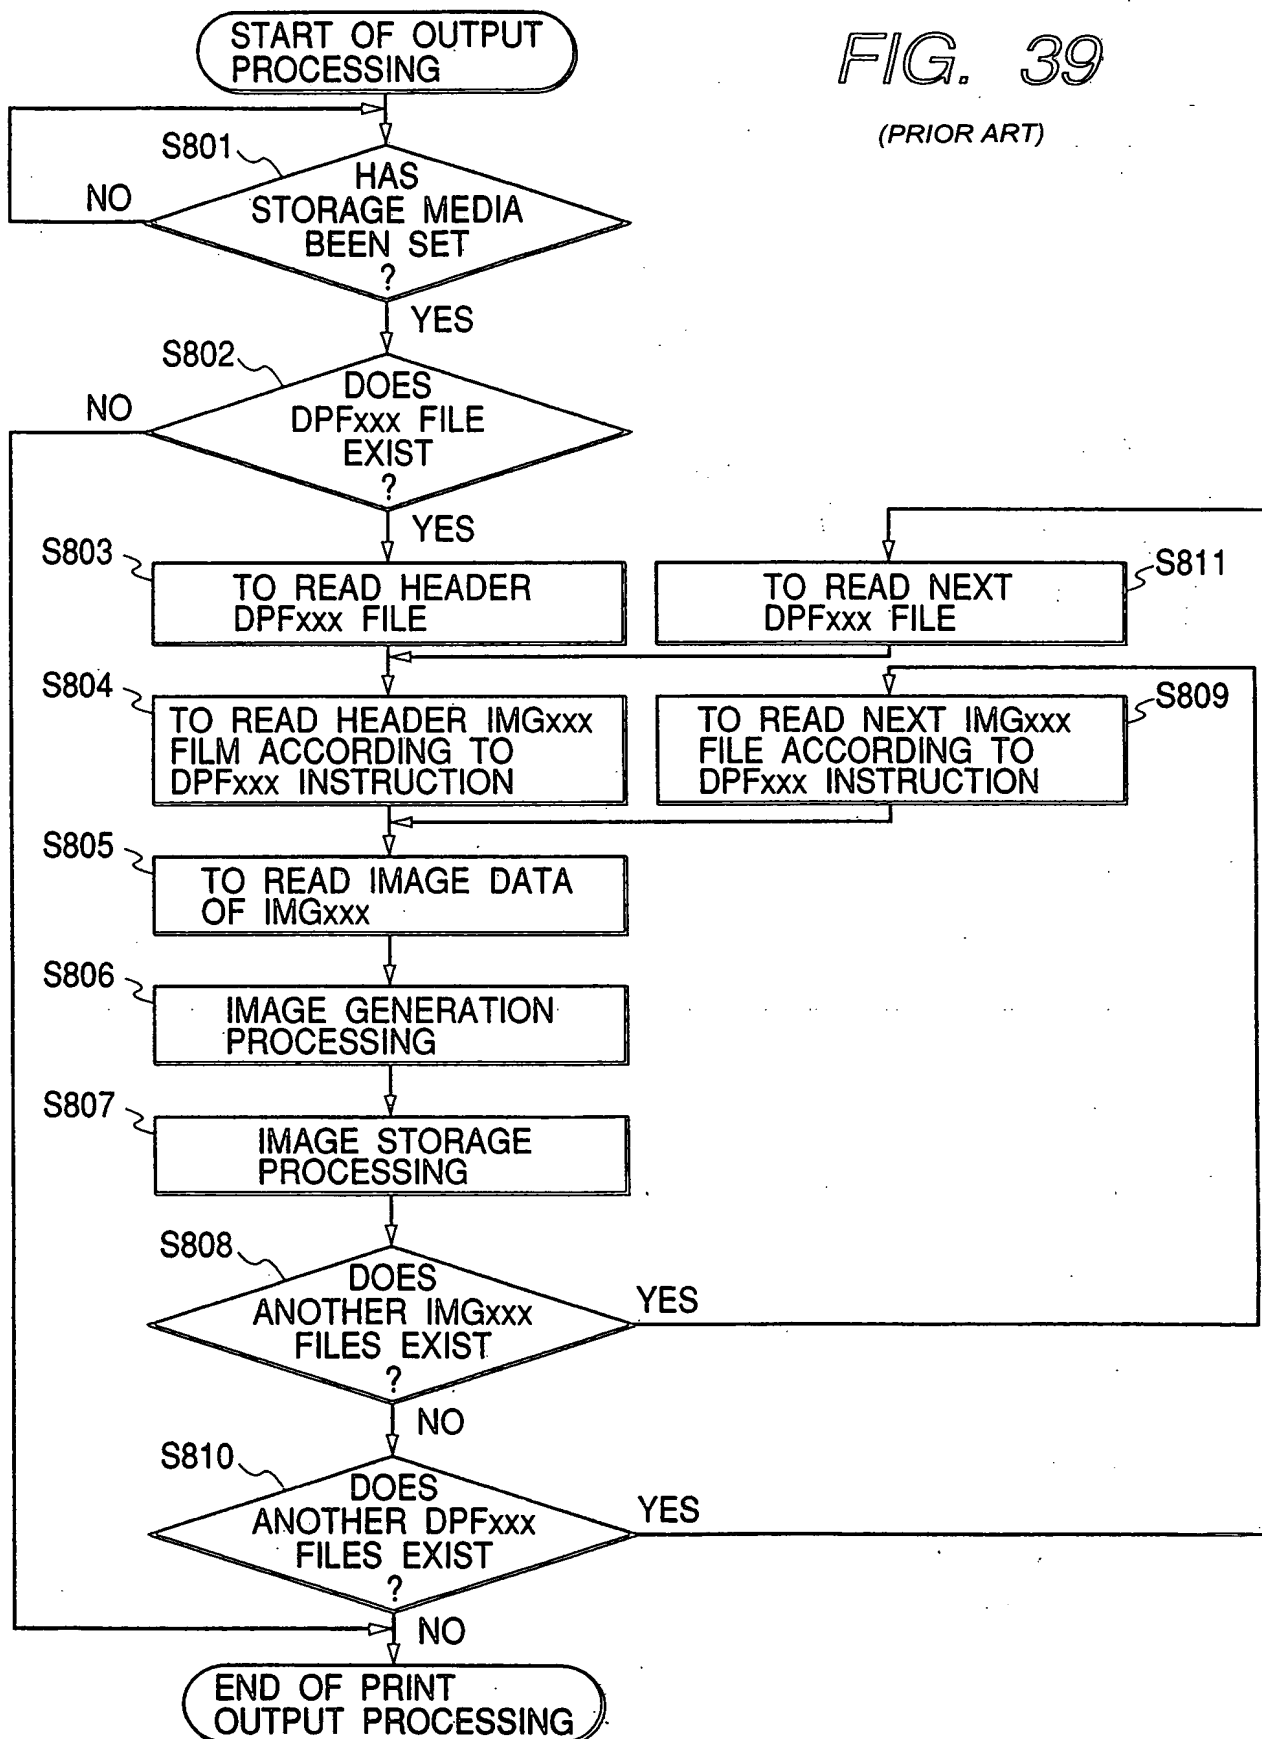 START OF OUTPUT
PROCESSING
FIG. 39
(PRIOR ART)
S801
HAS
STORAGE MEDIA
BEEN SET
?
NO
YES
S802
DOES
DPFxxx FILE
EXIST
?
NO
YES
S803
TO READ HEADER
DPFxxx FILE
TO READ NEXT
DPFxxx FILE
S811
S804
TO READ HEADER IMGxxx
FILM ACCORDING TO
DPFxxx INSTRUCTION
TO READ NEXT IMGxxx
FILE ACCORDING TO
DPFxxx INSTRUCTION
S809
S805
TO READ IMAGE DATA
OF IMGxxx
S806
IMAGE GENERATION
PROCESSING
S807
IMAGE STORAGE
PROCESSING
S808
DOES
ANOTHER IMGxxx
FILES EXIST
?
YES
NO
S810
DOES
ANOTHER DPFxxx
FILES EXIST
?
YES
NO
END OF PRINT
OUTPUT PROCESSING